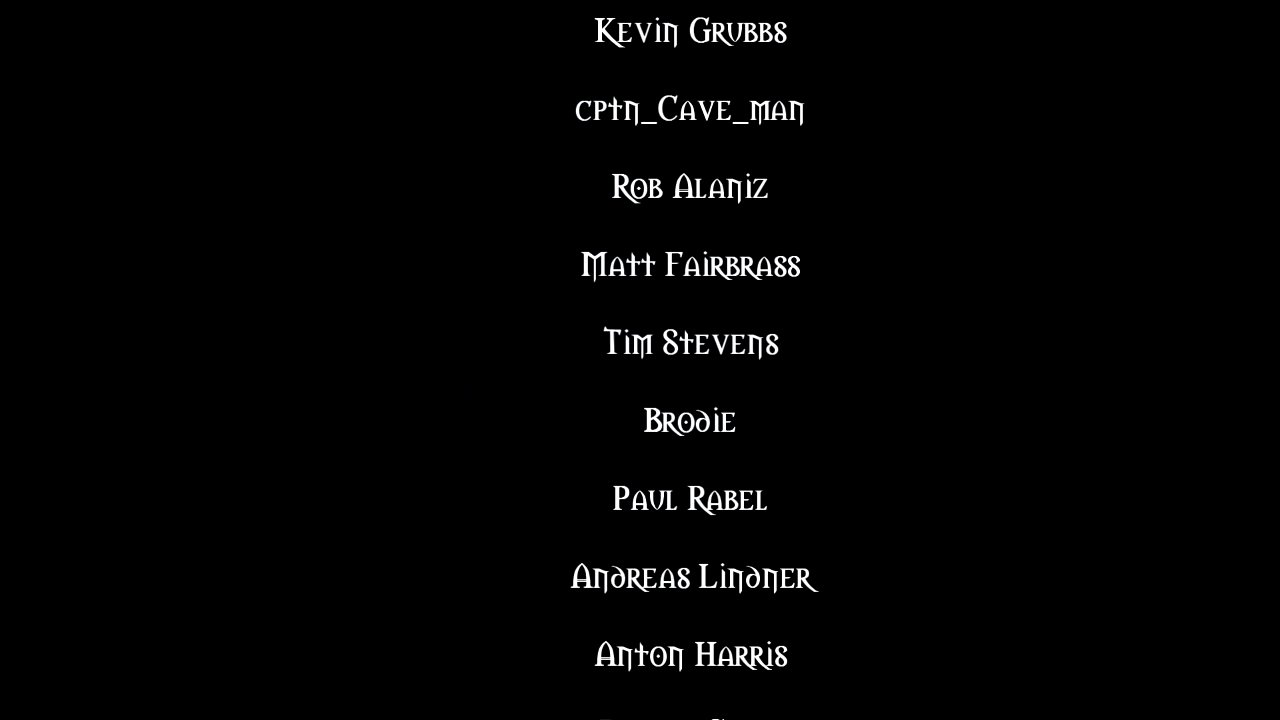 Kevin Grubbs
cptn_Cave_man
Rob Alaniz
Matt Fairbrass
Tim Stevens
Brodie
Paul Rabel
Andreas Lindner
Anton Harris